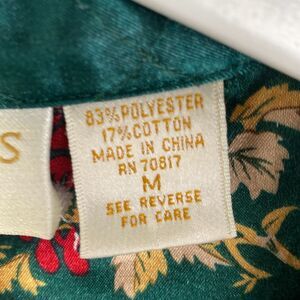 S
83% POLYESTER
17% COTTON
MADE IN CHINA
RN 70817
M
SEE REVERSE
FOR CARE